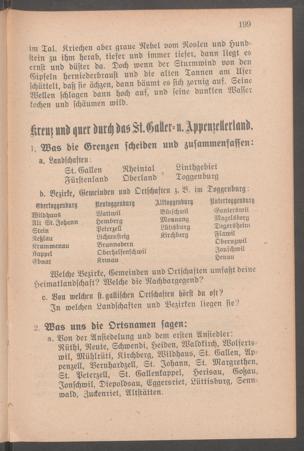 199
im Tal. Kriechen aber graue Nebel vom Roslen und Hund-
stein zu ihm herab, tiefer und immer tiefer, dann liegt es
ernst und düster da. Doch wenn der Sturmwind von den
Gipfeln herniederbraust und die alten Tannen am Ufer
schüttelt, daß sie ächzen, dann bäumt es sich zornig auf. Seine
Wellen schlagen dann hoch auf, und seine dunklen Wasser
kochen und schäumen wild.
Kreuz und quer durch das St. Galler- u. Appenzellerland.
1. Was die Grenzen scheiden und zusammenfassen:
a. Landschaften:
St. Gallen Rheintal Linthgebiet
Fürstenland Oberland Toggenburg
b. Bezirke, Gemeinden und Ortschaften z. B. im Toggenburg:
Obertoggenburg Neutoggenburg Alttoggenburg Untertoggenburg
Wildhaus Wattwil Bütschwil Ganterswil
Alt St. Johann Hemberg Mosnang Magdenau
Stein Peterzell Lütisburg Degersheim
Neßlau Lichtensteig Kirchberg Flawil
Krummenau Brunnadern Oberuzwil
Kappel Oberhelfenschwil Jonschwil
Ebnat Krinau Henau
Welche Bezirke, Gemeinden und Ortschaften umfaßt deine
Heimatlandschaft? Welche die Nachbargegend?
c. Von welchen st. gallischen Ortschaften hörst du oft?
In welchen Landschaften und Bezirken liegen sie?
2. Was uns die Ortsnamen sagen:
a. Von der Ansiedelung und dem ersten Ansiedler:
Rüthi, Reute, Schwendi, Heiden, Waldkirch, Wolferts-
wil, Mühlrüti, Kirchberg, Wildhaus, St. Gallen, Ap-
penzell, Bernhardzell, St. Johann, St. Margrethen,
St. Peterzell, St. Gallenkappel, Herisau, Goßau,
Jonschwil, Diepoldsau, Eggersriet, Lüttisburg, Senn-
wald, Zuckenriet, Altstätten.